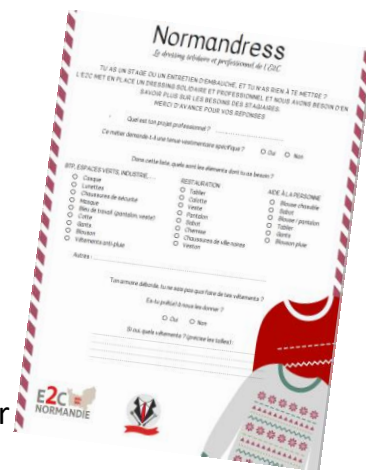 Normandress
Le dressing solidaire et professionnel de l'E2C
TU AS UN STAGE OU UN ENTRETIEN D'EMBAUCHE, ET TU N'AS RIEN À TE METTRE ?
L'E2C MET EN PLACE UN DRESSING SOLIDAIRE ET PROFESSIONNEL ET NOUS AVONS BESOIN D'EN
SAVOIR PLUS SUR LES BESOINS DES STAGIAIRES.
MERCI D'AVANCE POUR VOS RÉPONSES
Quel est ton projet professionnel ?
Ce métier demande t-il une tenue vestimentaire spécifique ? Oui Non
Dans cette liste, quels sont les éléments dont tu as besoin ?
BTP, ESPACES VERTS, INDUSTRIE...
Casque
Lunettes
Chaussures de sécurité
Masque
Bleu de travail (pantalon, veste)
Cotte
Gants
Blouson
Vêtements anti-pluie
RESTAURATION
Tablier
Calotte
Veste
Pantalon
Sabot
Chemise
Chaussures de ville noires
Veston
AIDE À LA PERSONNE
Blouse chasuble
Sabot
Blouse / pantalon
Tablier
Gants
Blouson pluie
Autres :
Ton armoire déborde, tu ne sais pas quoi faire de tes vêtements ?
Es-tu prêt(e) à nous les donner ?
Oui Non
Si oui, quels vêtements ? (préciser les tailles) :
E2C
NORMANDIE
r